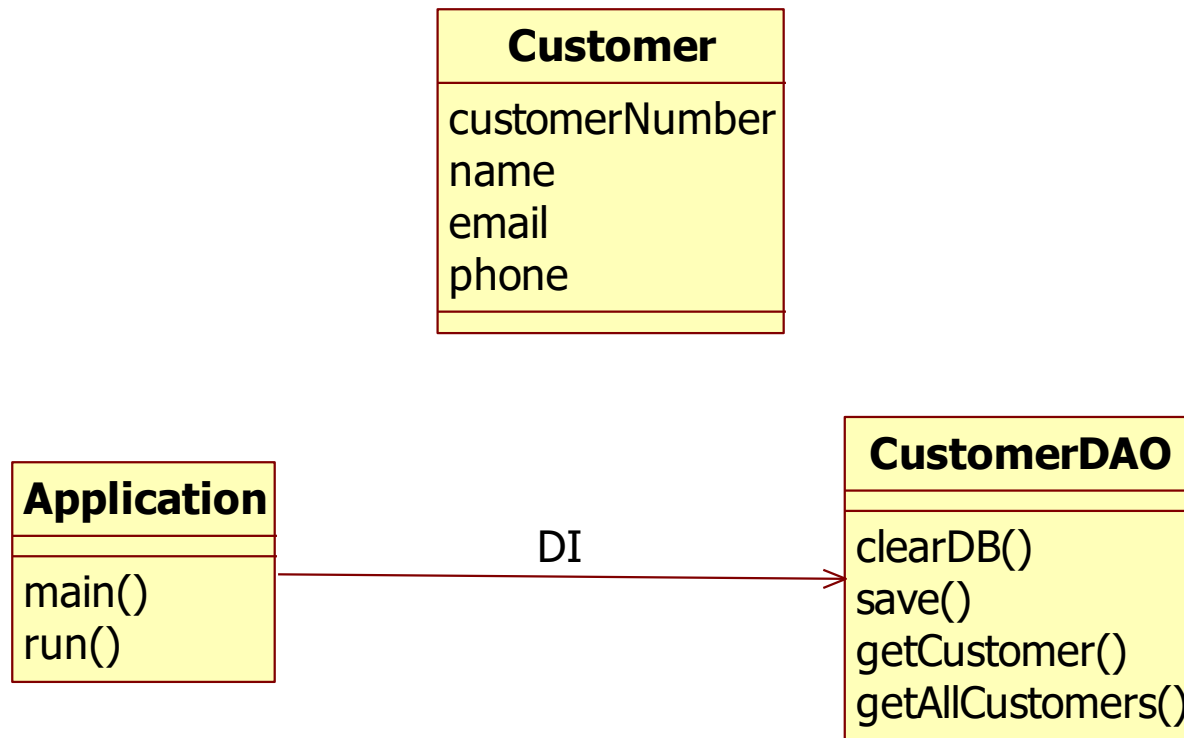 Customer
customerNumber
name
email
phone
Application
main()
run()
DI
CustomerDAO
clearDB()
save()
getCustomer()
getAllCustomers()